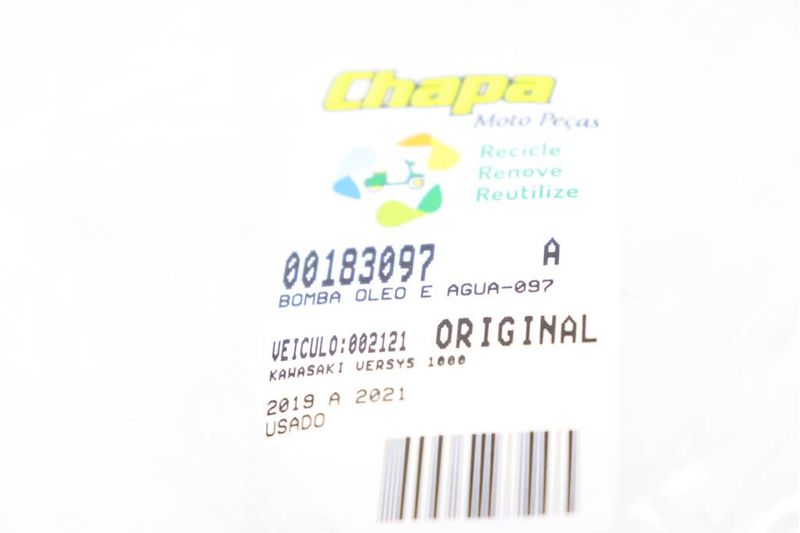 Chapa
Moto Peças
Recicle
Renove
Reutilize
00183097 A
BOMBA OLEO E AGUA-097
VEICULO:002121 ORIGINAL
KAWASAKI VERSYS 1000
2019 A 2021
USADO